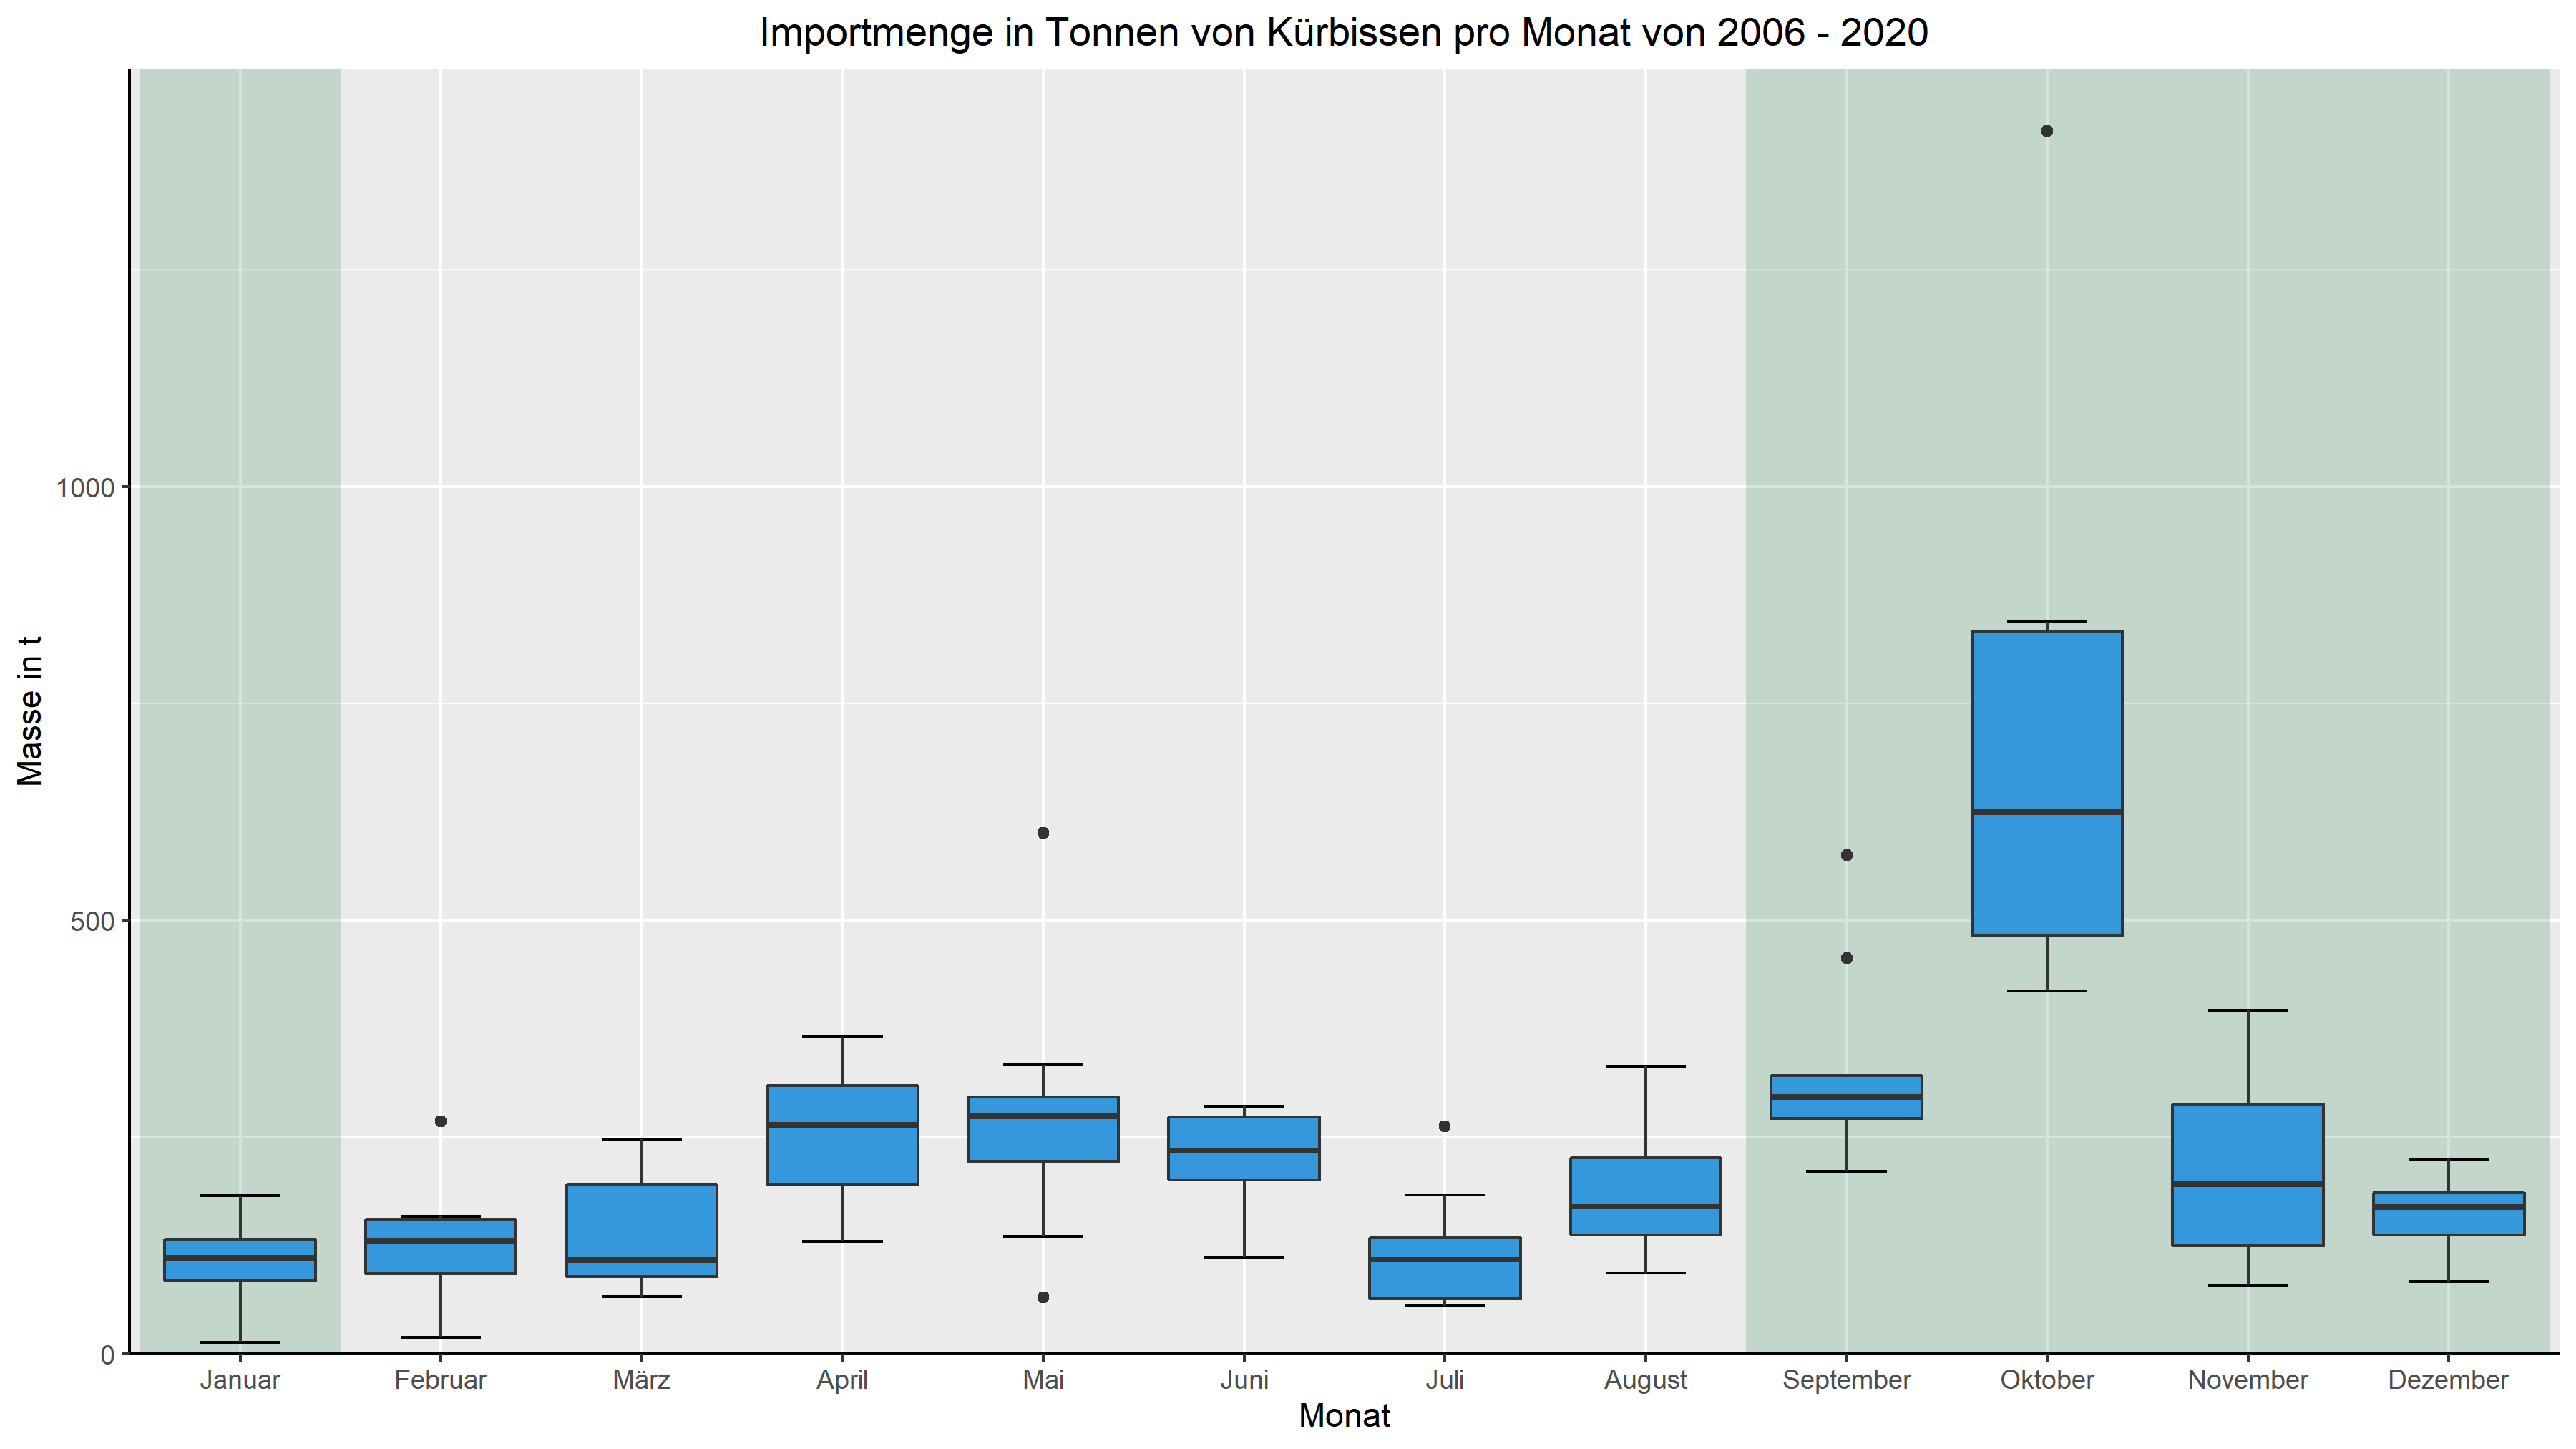 Importmenge in Tonnen von Kürbissen pro Monat von 2006 - 2020
Masse in t
1000
500
0
Januar Februar März April Mai Juni Juli August September Oktober November Dezember
Monat